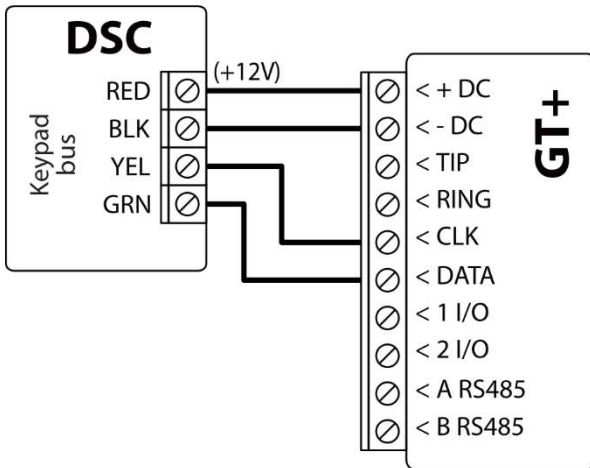 DSC
Keypad
bus
RED
BLK
YEL
GRN
(+12V)
< + DC
< - DC
< TIP
< RING
< CLK
< DATA
< 1 I/O
< 2 I/O
< A RS485
< B RS485
GT+